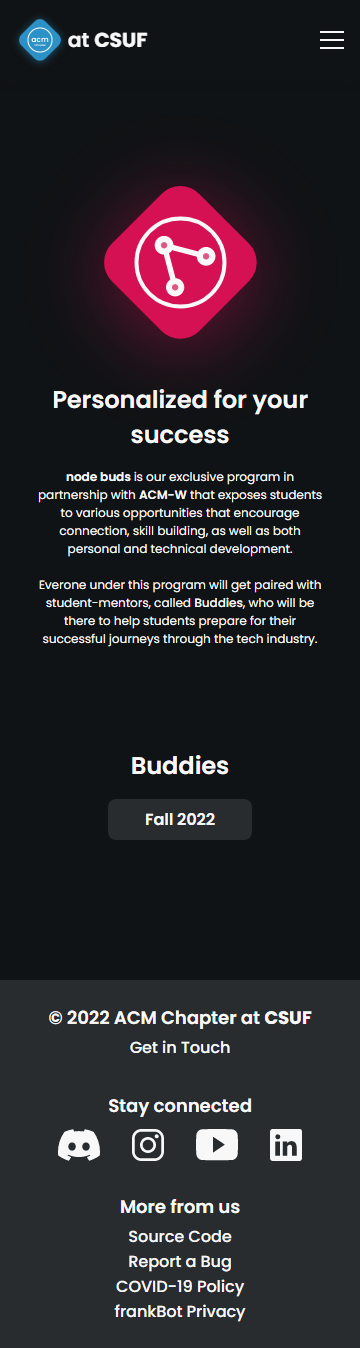 acm
at CSUF
Personalized for your
success
node buds is our exclusive program in
partnership with ACM-W that exposes students
to various opportunities that encourage
connection, skill building, as well as both
personal and technical development.
Everone under this program will get paired with
student-mentors, called Buddies, who will be
there to help students prepare for their
successful journeys through the tech industry.
Buddies
Fall 2022
© 2022 ACM Chapter at CSUF
Get in Touch
Stay connected
in
More from us
Source Code
Report a Bug
COVID-19 Policy
frankBot Privacy